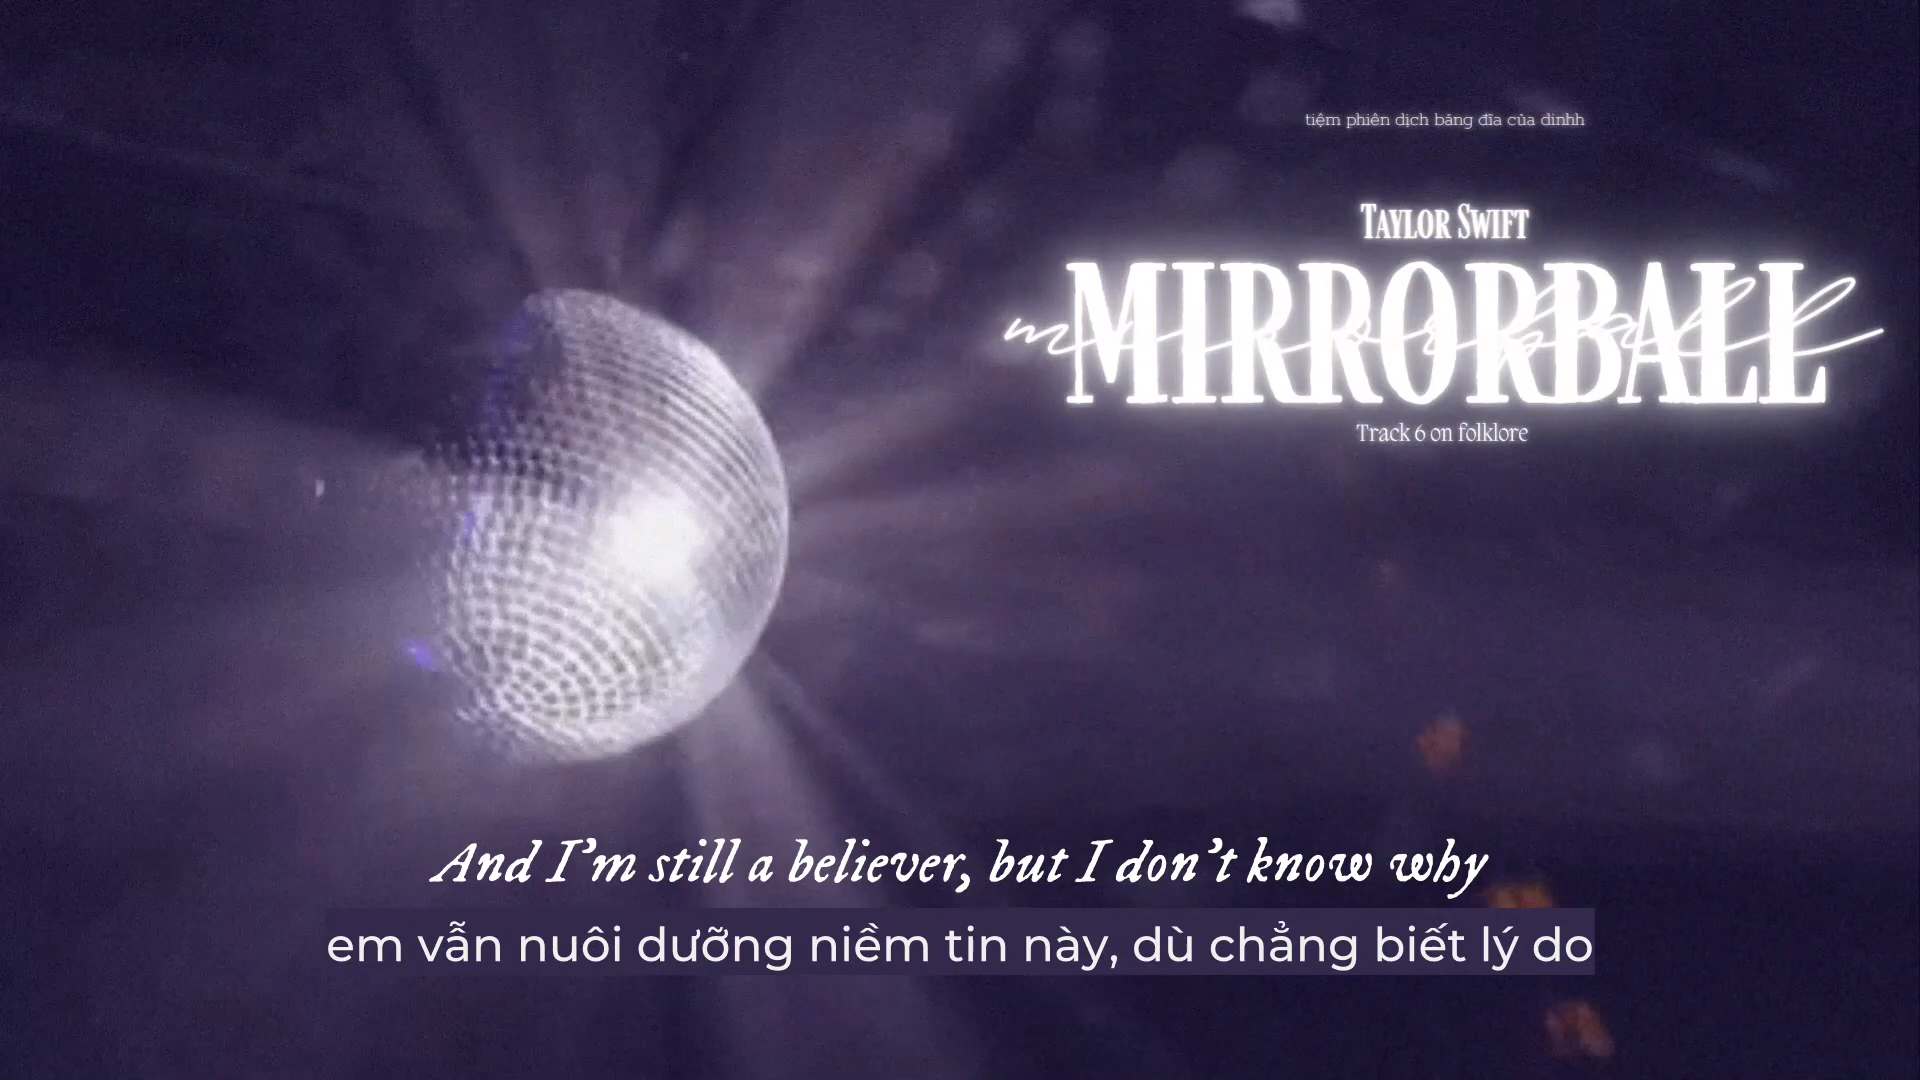 tiệm phiên dịch băng đĩa của dinhh
Taylor Swift
MIRRORBALL
mirrorball
Track 6 on folklore
And I'm still a believer, but I don't know why
em vẫn nuôi dưỡng niềm tin này, dù chẳng biết lý do